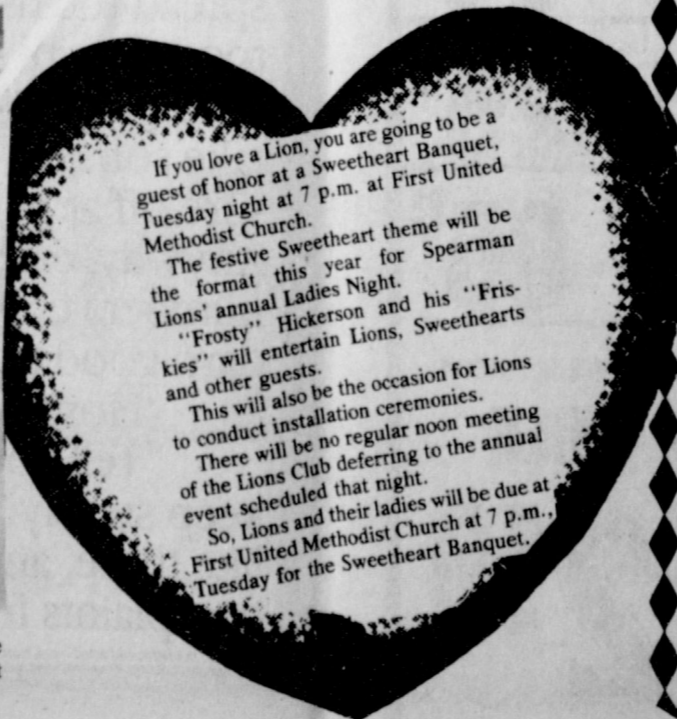 If you love a Lion, you are going to be a
guest of honor at a Sweetheart Banquet,
Tuesday night at 7 p.m. at First United
Methodist Church.
The festive Sweetheart theme will be
the format this year for Spearman
Lions' annual Ladies Night.
"Frosty" Hickerson and his "Fris-
kies" will entertain Lions, Sweethearts
and other guests.
This will also be the occasion for Lions
to conduct installation ceremonies.
There will be no regular noon meeting
of the Lions Club deferring to the annual
event scheduled that night.
So, Lions and their ladies will be due at
First United Methodist Church at 7 p.m.,
Tuesday for the Sweetheart Banquet.